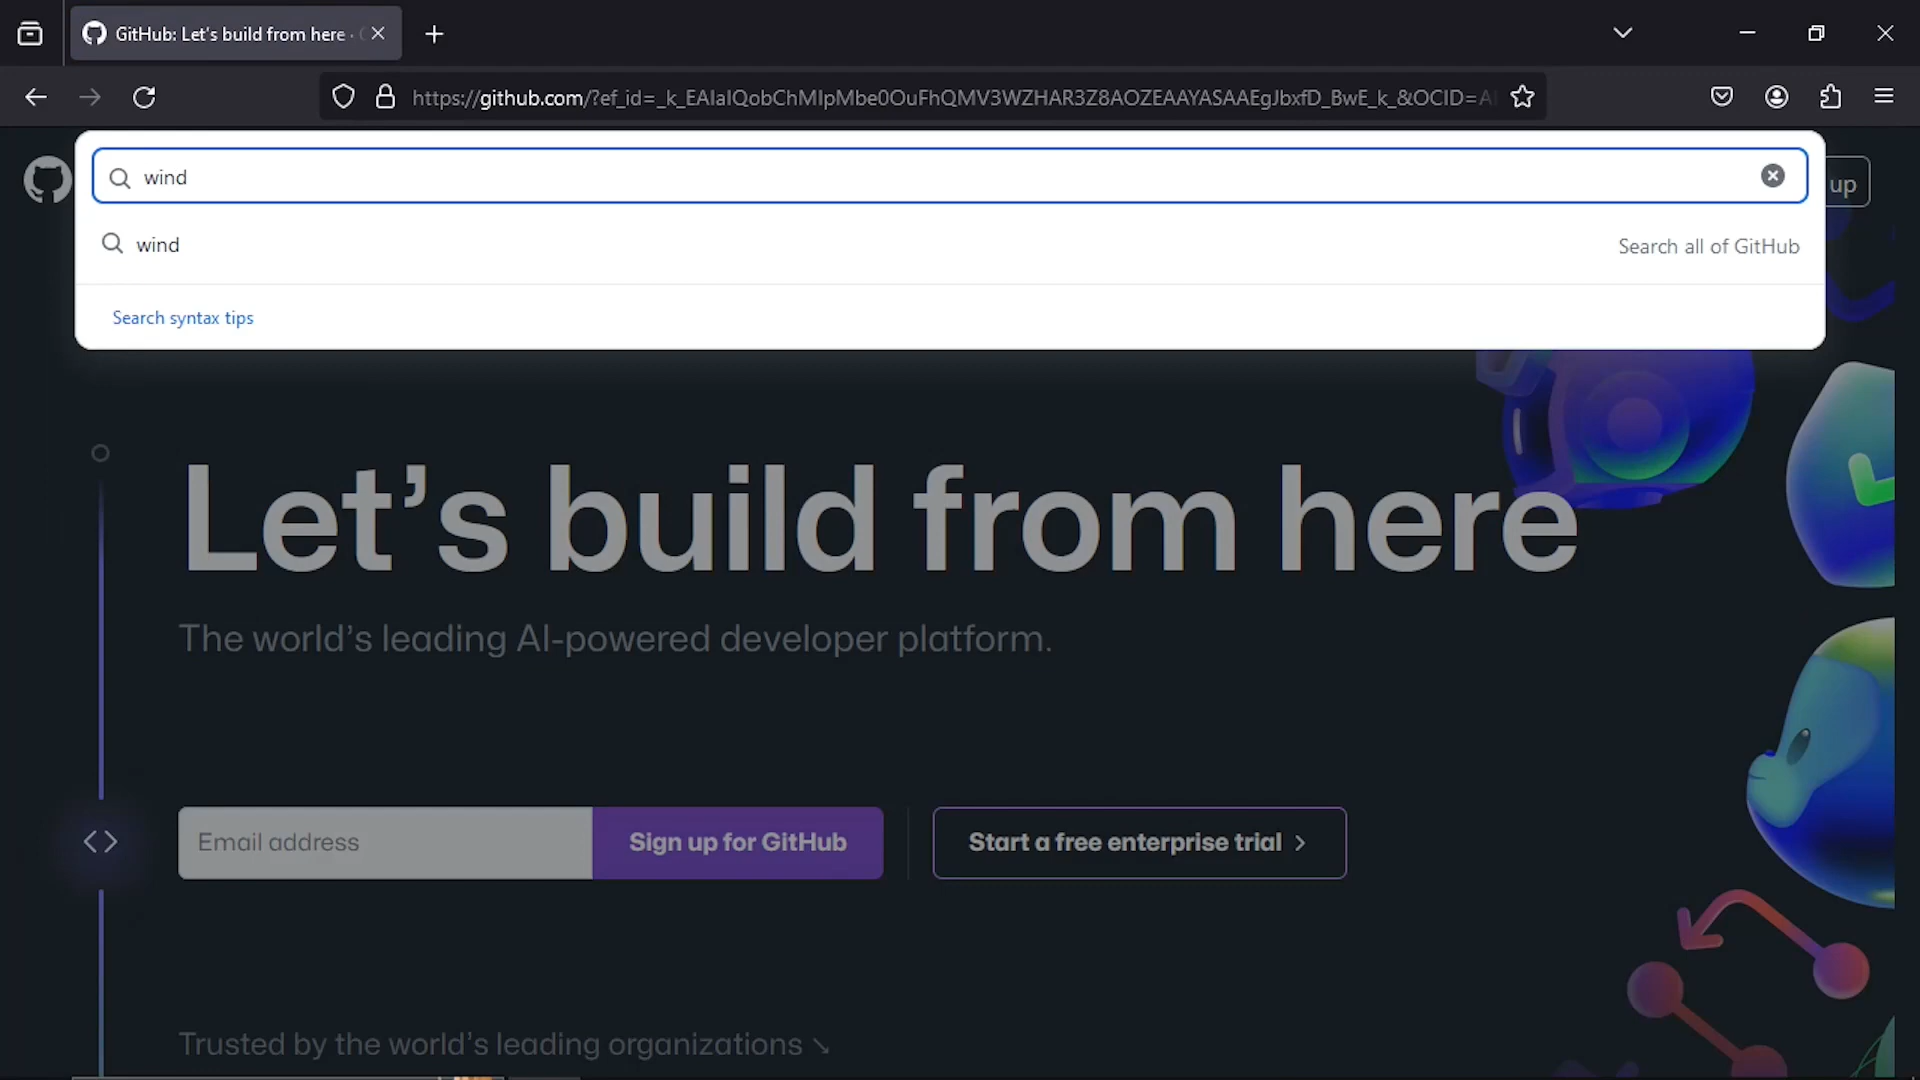 GitHub: Let's build from here ·
https://github.com/?ef_id=_k_EAIaIQobChMIpMbe0OuFhQMV3WZHAR3Z8AOZEAAYASAAEgJbxfD_BwE_k_&OCID=AI
wind
up
wind
Search all of GitHub
Search syntax tips
Let’s build from here
The world’s leading AI-powered developer platform.
Email address
Sign up for GitHub
Start a free enterprise trial
Trusted by the world’s leading organizations ↘